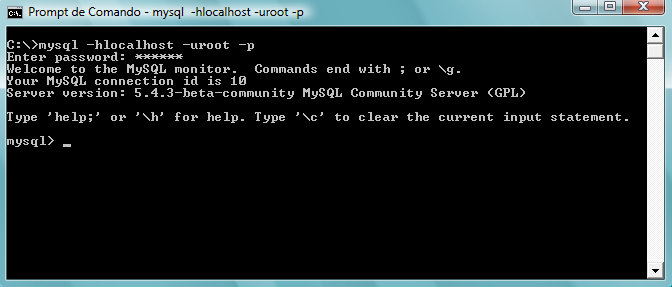 Prompt de Comando - mysql -hlocalhost -uroot -p
C:\>mysql -hlocalhost -uroot -p
Enter password: ******
Welcome to the MySQL monitor.  Commands end with ; or \g.
Your MySQL connection id is 10
Server version: 5.4.3-beta-community MySQL Community Server (GPL)
Type 'help;' or '\h' for help. Type '\c' to clear the current input statement.
mysql> _